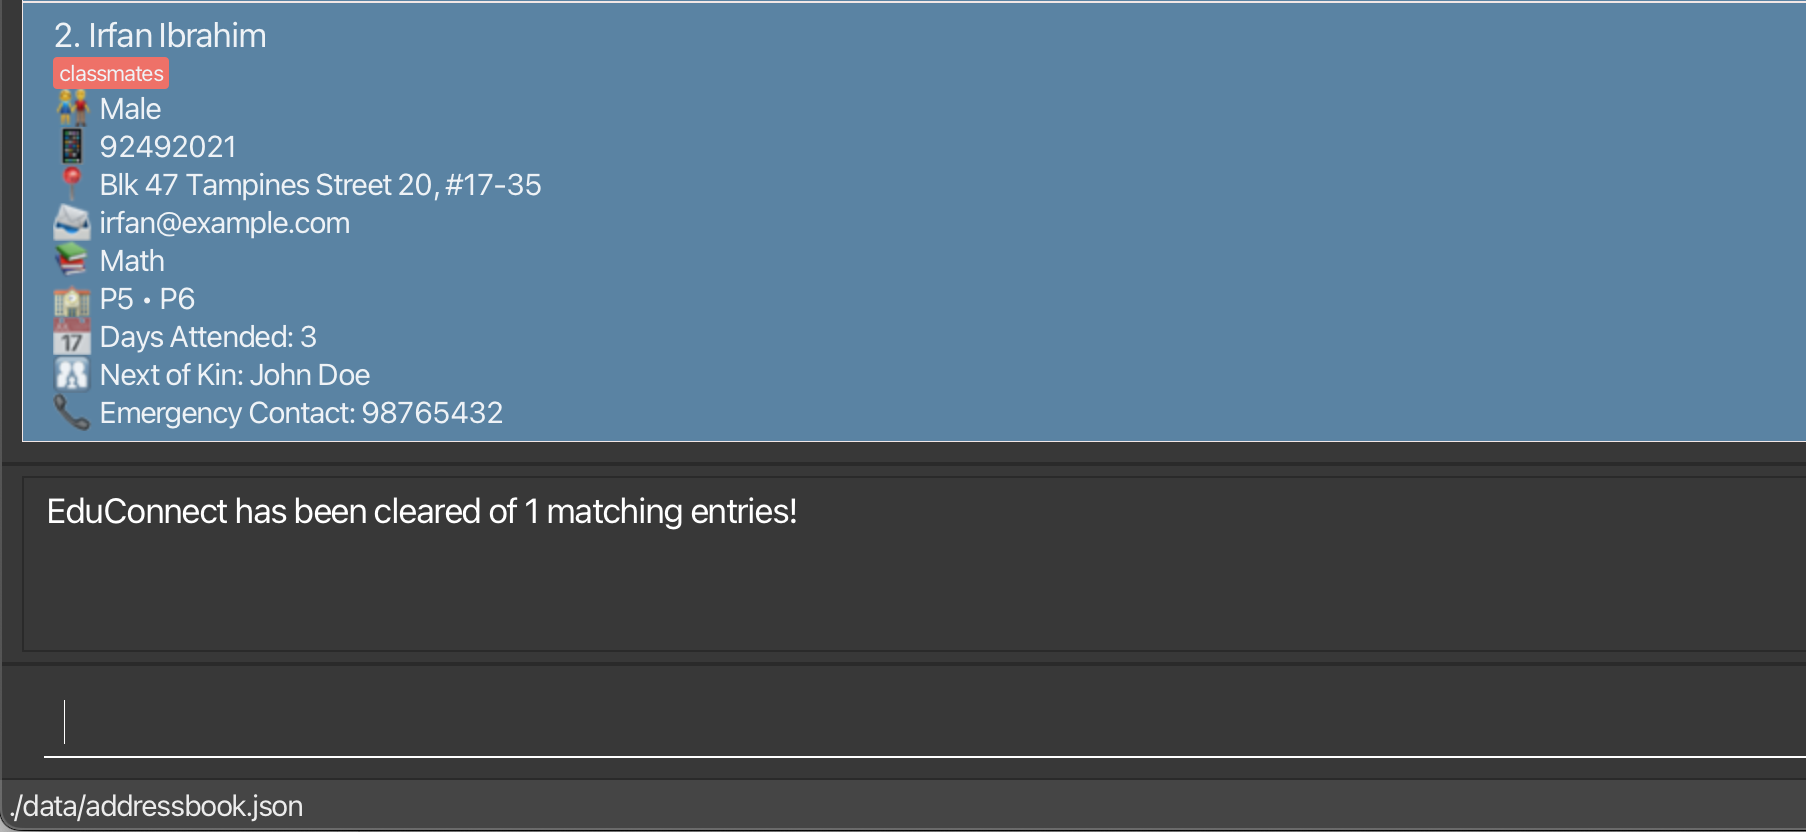 2. Irfan Ibrahim
classmates
Male
92492021
Blk 47 Tampines Street 20, #17-35
irfan@example.com
Math
P5 • P6
17 Days Attended: 3
Next of Kin: John Doe
Emergency Contact: 98765432
EduConnect has been cleared of 1 matching entries!
./data/addressbook.json